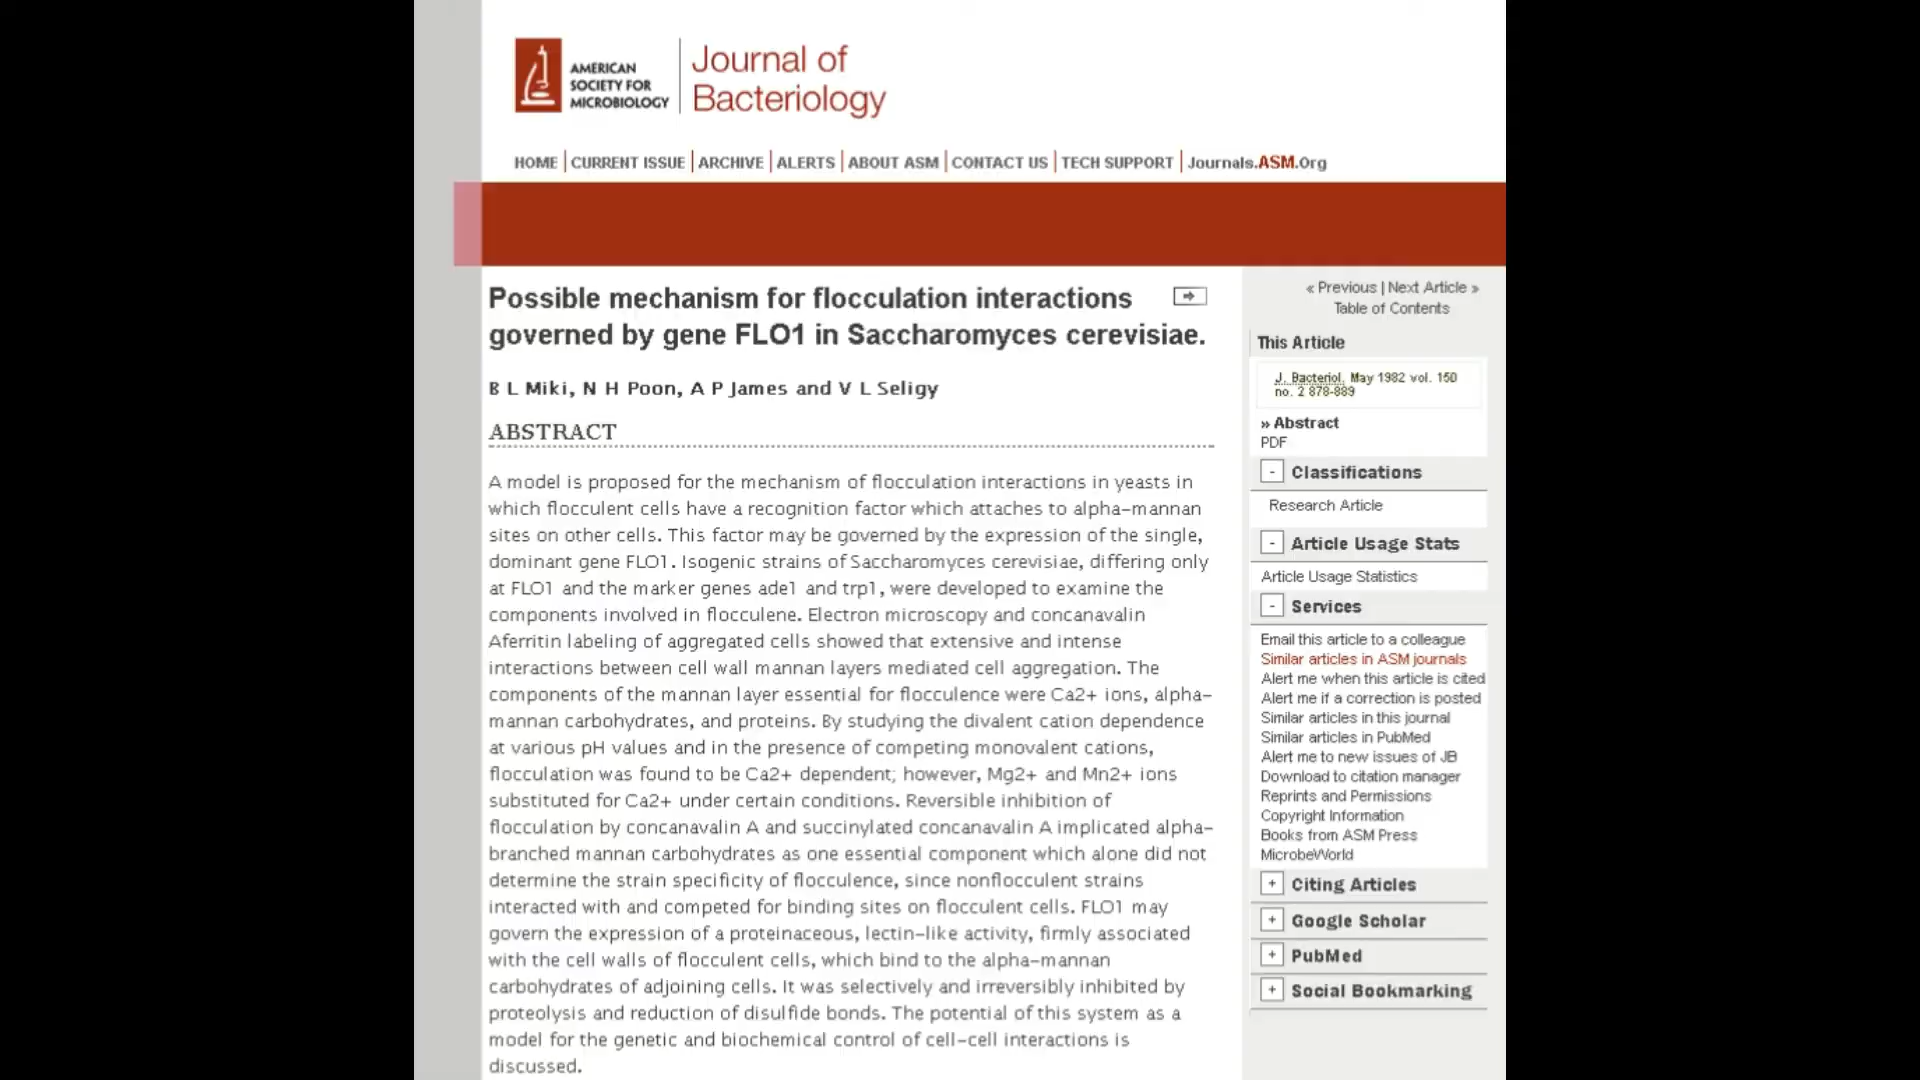 AMERICAN
SOCIETY FOR
MICROBIOLOGY
Journal of
Bacteriology
HOME CURRENT ISSUE ARCHIVE ALERTS ABOUT ASM CONTACT US TECH SUPPORT Journals.ASM.Org
Possible mechanism for flocculation interactions
governed by gene FLO1 in Saccharomyces cerevisiae.
B L Miki, N H Poon, A P James and V L Seligy
ABSTRACT
A model is proposed for the mechanism of flocculation interactions in yeasts in
which flocculent cells have a recognition factor which attaches to alpha-mannan
sites on other cells. This factor may be governed by the expression of the single,
dominant gene FLO1. Isogenic strains of Saccharomyces cerevisiae, differing only
at FLO1 and the marker genes ade1 and trp1, were developed to examine the
components involved in flocculene. Electron microscopy and concanavalin
Aferritin labeling of aggregated cells showed that extensive and intense
interactions between cell wall mannan layers mediated cell aggregation. The
components of the mannan layer essential for flocculence were Ca2+ ions, alpha-
mannan carbohydrates, and proteins. By studying the divalent cation dependence
at various pH values and in the presence of competing monovalent cations,
flocculation was found to be Ca2+ dependent; however, Mg2+ and Mn2+ ions
substituted for Ca2+ under certain conditions. Reversible inhibition of
flocculation by concanavalin A and succinylated concanavalin A implicated alpha-
branched mannan carbohydrates as one essential component which alone did not
determine the strain specificity of flocculence, since nonflocculent strains
interacted with and competed for binding sites on flocculent cells. FLO1 may
govern the expression of a proteinaceous, lectin-like activity, firmly associated
with the cell walls of flocculent cells, which bind to the alpha-mannan
carbohydrates of adjoining cells. It was selectively and irreversibly inhibited by
proteolysis and reduction of disulfide bonds. The potential of this system as a
model for the genetic and biochemical control of cell-cell interactions is
discussed.
« Previous | Next Article »
Table of Contents
This Article
J. Bacteriol. May 1982 vol. 150
no. 2 878-889
» Abstract
PDF
- Classifications
Research Article
- Article Usage Stats
Article Usage Statistics
- Services
Email this article to a colleague
Similar articles in ASM journals
Alert me when this article is cited
Alert me if a correction is posted
Similar articles in this journal
Similar articles in PubMed
Alert me to new issues of JB
Download to citation manager
Reprints and Permissions
Copyright Information
Books from ASM Press
MicrobeWorld
+ Citing Articles
+ Google Scholar
+ PubMed
+ Social Bookmarking